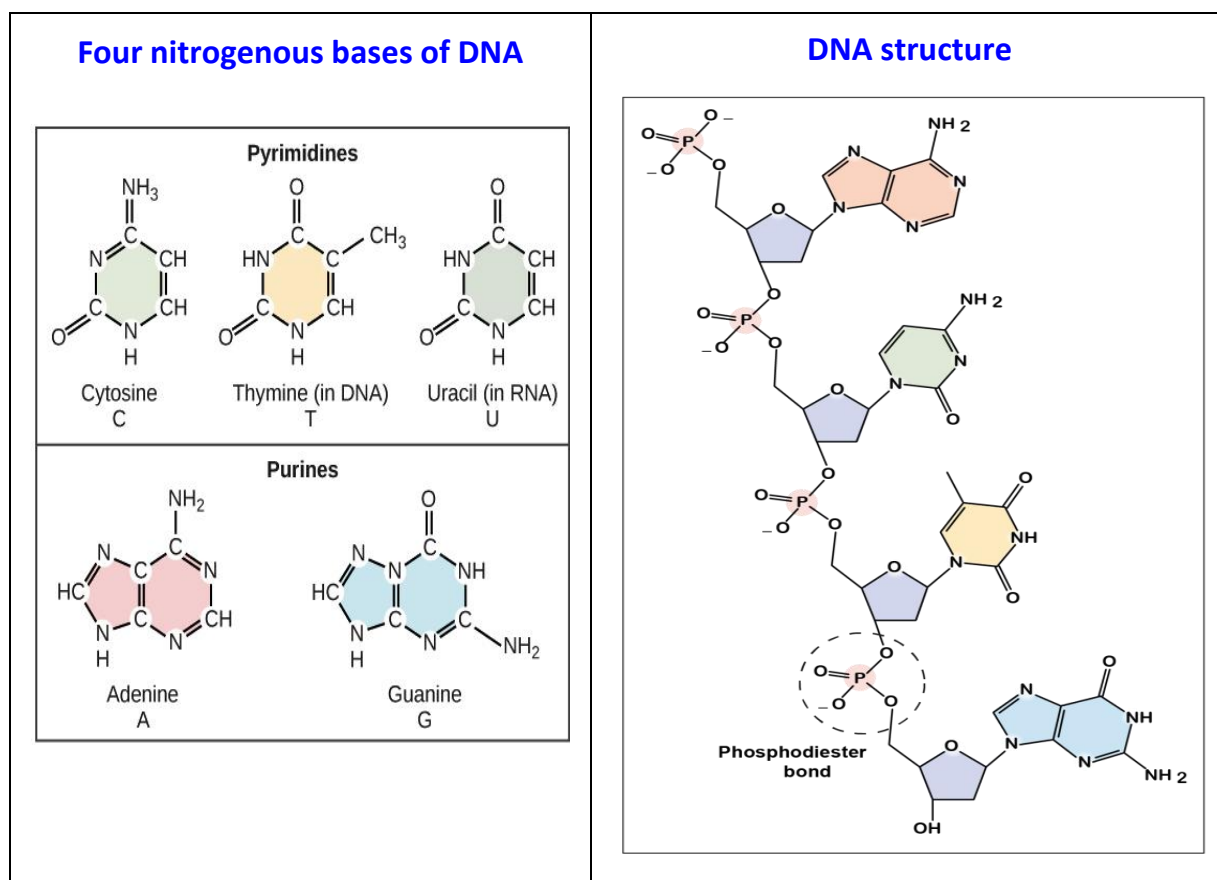 Four nitrogenous bases of DNA
Pyrimidines
NH3
O
O
C
C
CH3
C
N
CH
HN
C
HN
CH
C
CH
C
CH
C
CH
O
N
O
N
O
N
H
H
H
Cytosine
Thymine (in DNA)
Uracil (in RNA)
C
T
U
Purines
NH2
O
C
C
N
C
N
N
N
NH
HC
CH
HC
C
C
C
N
N
N
N
NH2
H
H
Adenine
Guanine
A
G
DNA structure
O –
O
P
– O
O
NH 2
N
N
N
N
O
O
O
P
– O
O
NH 2
N
N
O
O
O
O
P
– O
O
O
NH
N
O
O
O
O
P
– O
O
Phosphodiester
bond
O
N
NH
N
N
NH 2
O
OH